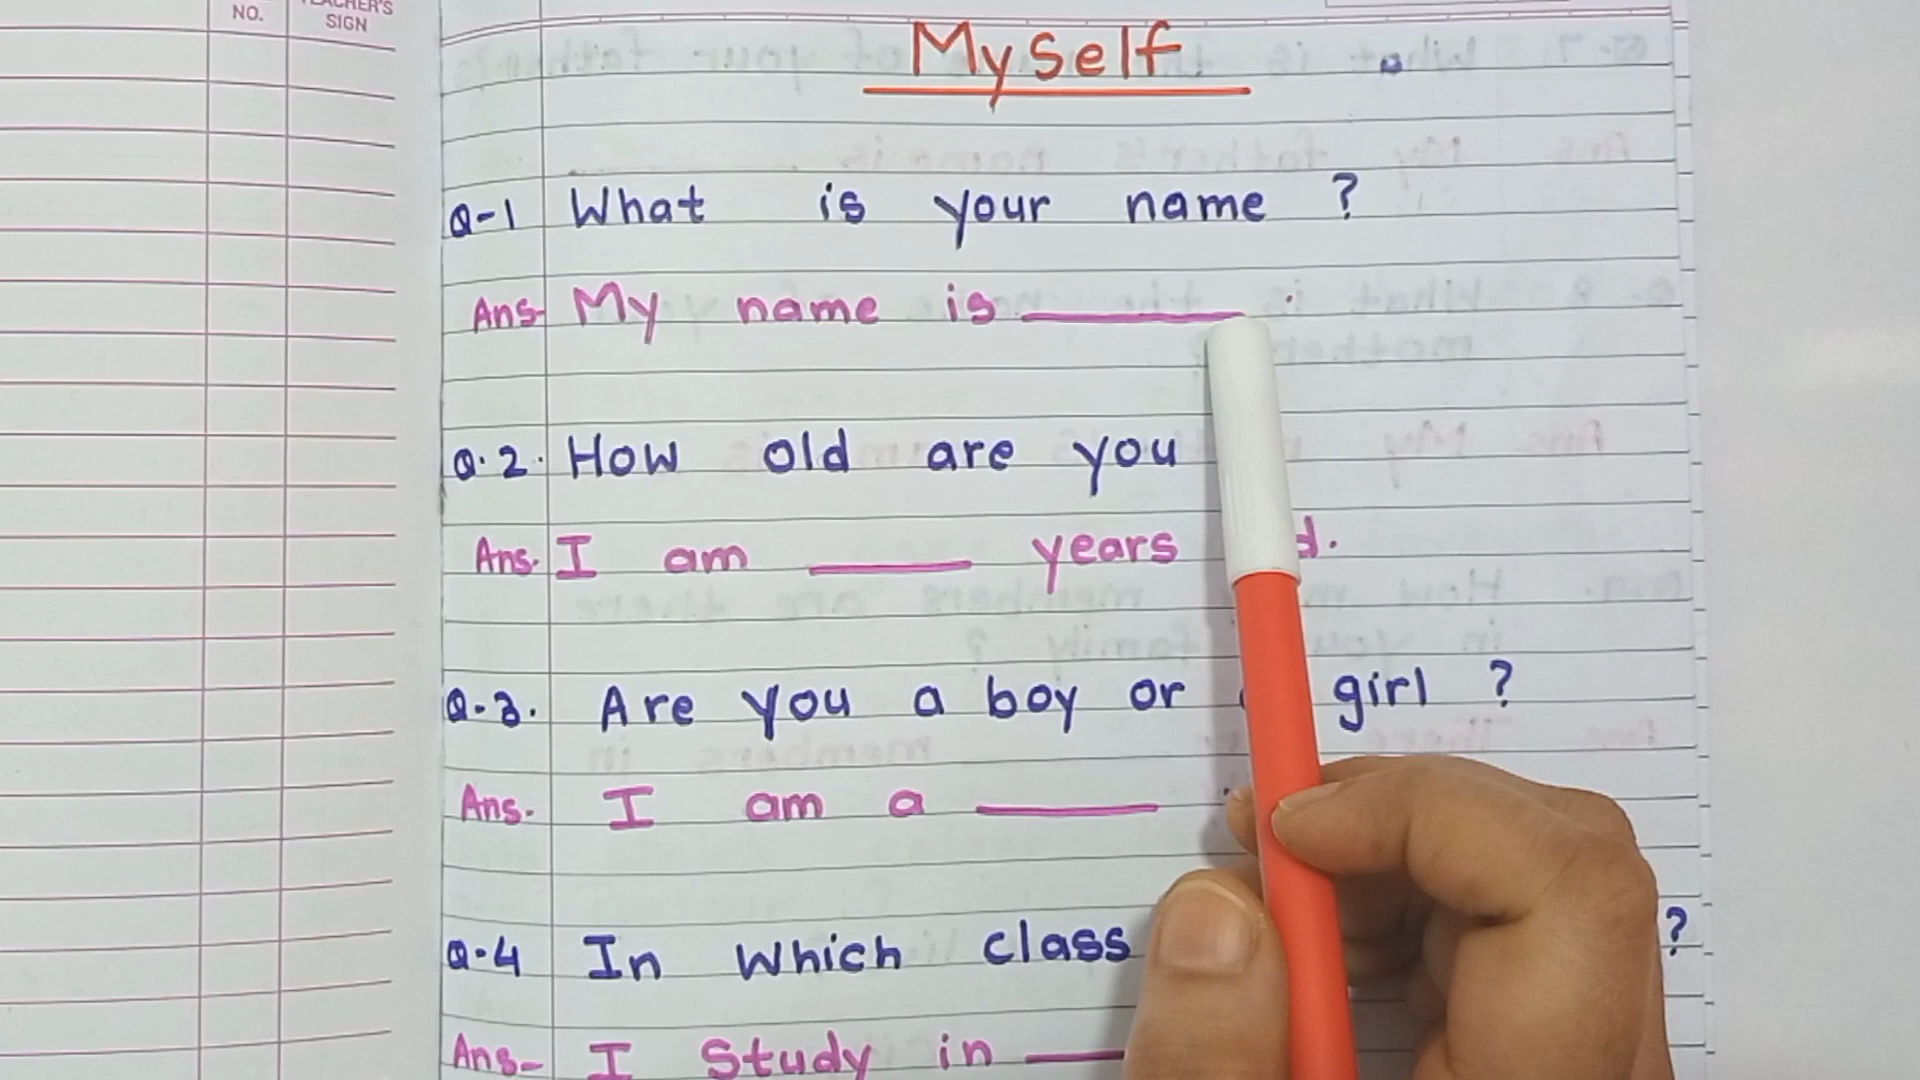 NO.
SIGN
MySelf
Q-1 What is your name ?
Ans- My name is ______ .
Q.2. How old are you
Ans. I am ______ years
Q.3. Are you a boy or girl ?
Ans. I am a ______ .
Q.4 In which class ?
Ans- I Study in ____